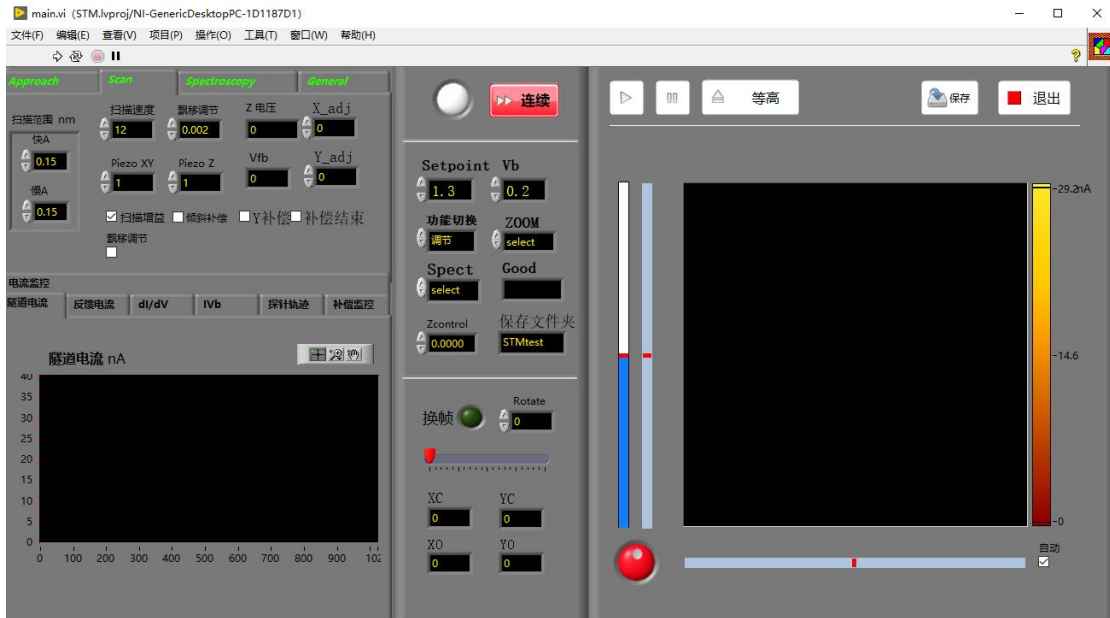 main.vi (STM.lvproj/NI-GenericDesktopPC-1D1187D1)
文件(F) 编辑(E) 查看(V) 项目(P) 操作(O) 工具(T) 窗口(W) 帮助(H)
Approach Scan Spectroscopy General
扫描范围 nm
快A
0.15
慢A
0.15
扫描速度 飘移调节 Z 电压 X_adj
12 0.002 0 0
Piezo XY Piezo Z Vfb Y_adj
1 1 0 0
扫描增益 倾斜补偿 Y补偿 补偿结束
飘移调节
电流监控
隧道电流 反馈电流 dI/dV IVb 探针轨迹 补偿监控
隧道电流 nA
40
35
30
25
20
15
10
5
0
0 100 200 300 400 500 600 700 800 900 102
连续
Setpoint Vb
1.3 0.2
功能切换 ZOOM
调节 select
Spect Good
select
Zcontrol 保存文件夹
0.0000 STMtest
换帧 Rotate
0
XC YC
0 0
XO YO
0 0
等高 保存 退出
-29.2nA
-14.6
-0
自动